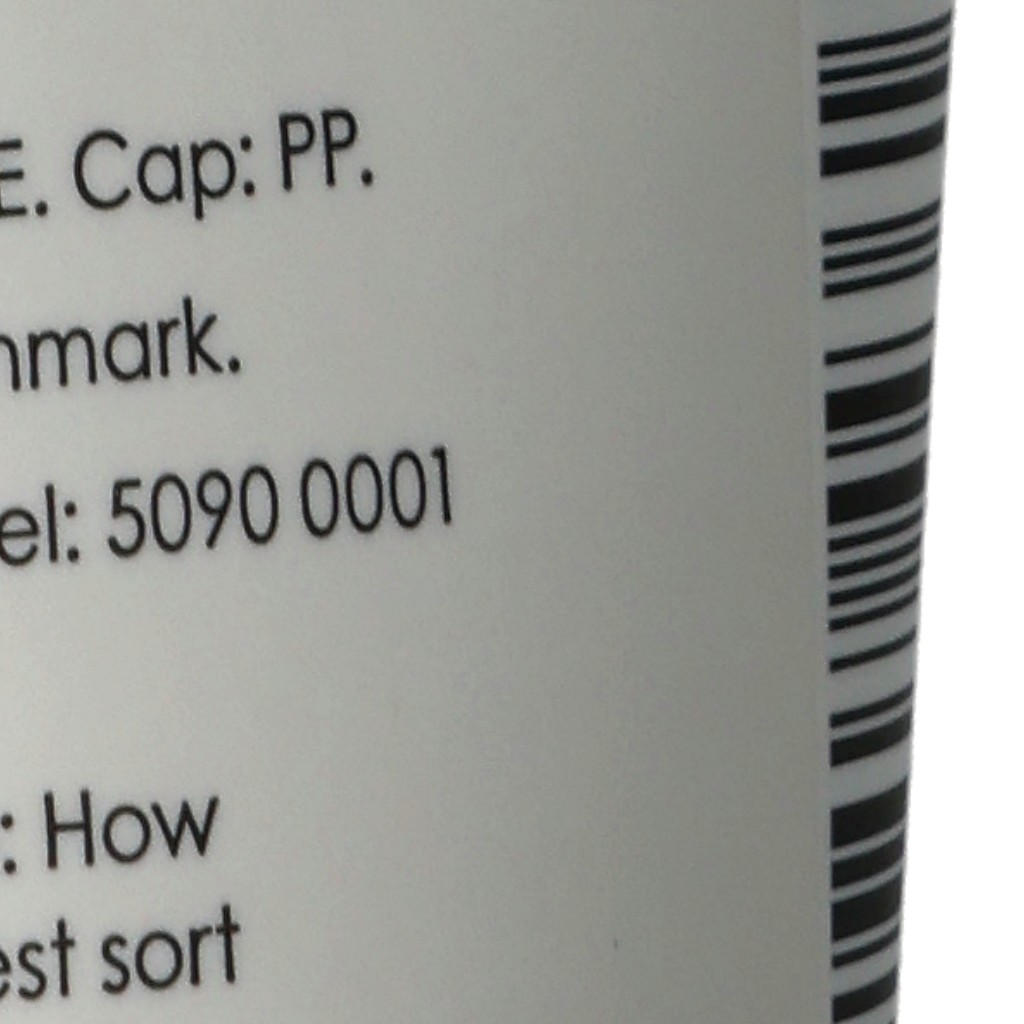 E. Cap: PP.
nmark.
el: 5090 0001
: How
est sort